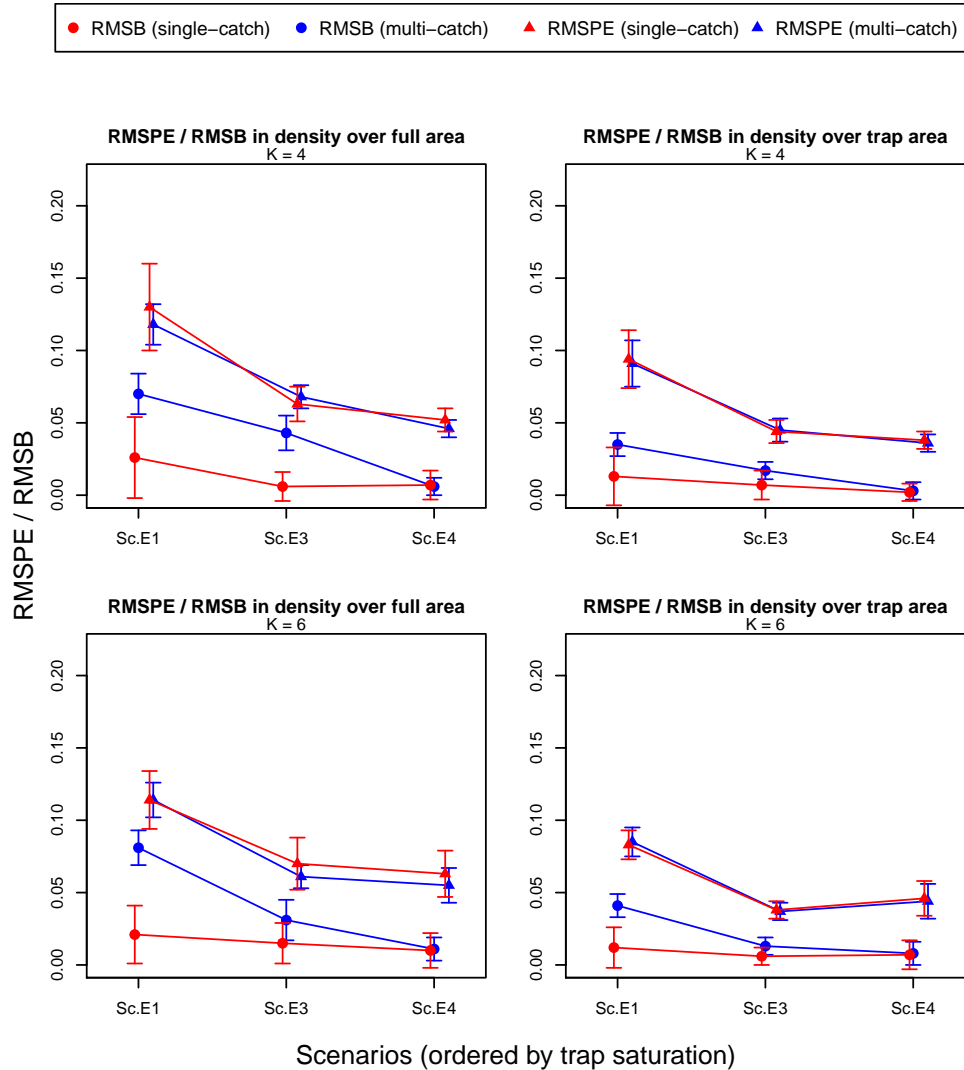 RMSB (single−catch) RMSB (multi−catch) RMSPE (single−catch) RMSPE (multi−catch)
RMSPE / RMSB in density over full area
K = 4
0.00 0.05 0.10 0.15 0.20
Sc.E1 Sc.E3 Sc.E4
RMSPE / RMSB in density over trap area
K = 4
0.00 0.05 0.10 0.15 0.20
Sc.E1 Sc.E3 Sc.E4
RMSPE / RMSB
RMSPE / RMSB in density over full area
K = 6
0.00 0.05 0.10 0.15 0.20
Sc.E1 Sc.E3 Sc.E4
RMSPE / RMSB in density over trap area
K = 6
0.00 0.05 0.10 0.15 0.20
Sc.E1 Sc.E3 Sc.E4
Scenarios (ordered by trap saturation)